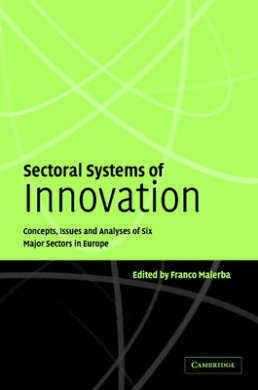 Sectoral Systems of
Innovation
Concepts, Issues and Analyses of Six
Major Sectors in Europe
Edited by Franco Malerba
CAMBRIDGE